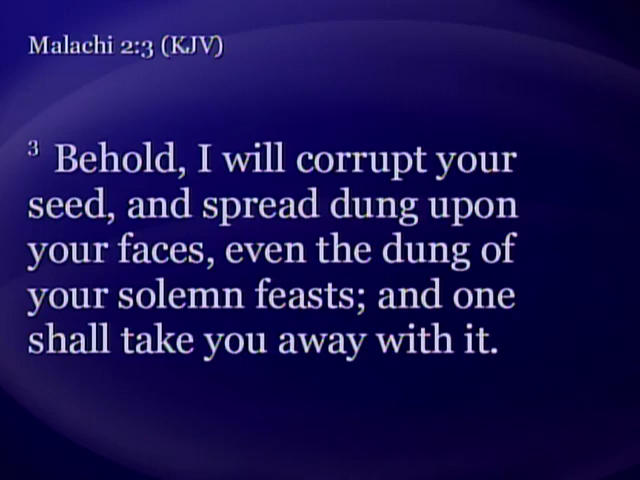 Malachi 2:3 (KJV)
3 Behold, I will corrupt your
seed, and spread dung upon
your faces, even the dung of
your solemn feasts; and one
shall take you away with it.